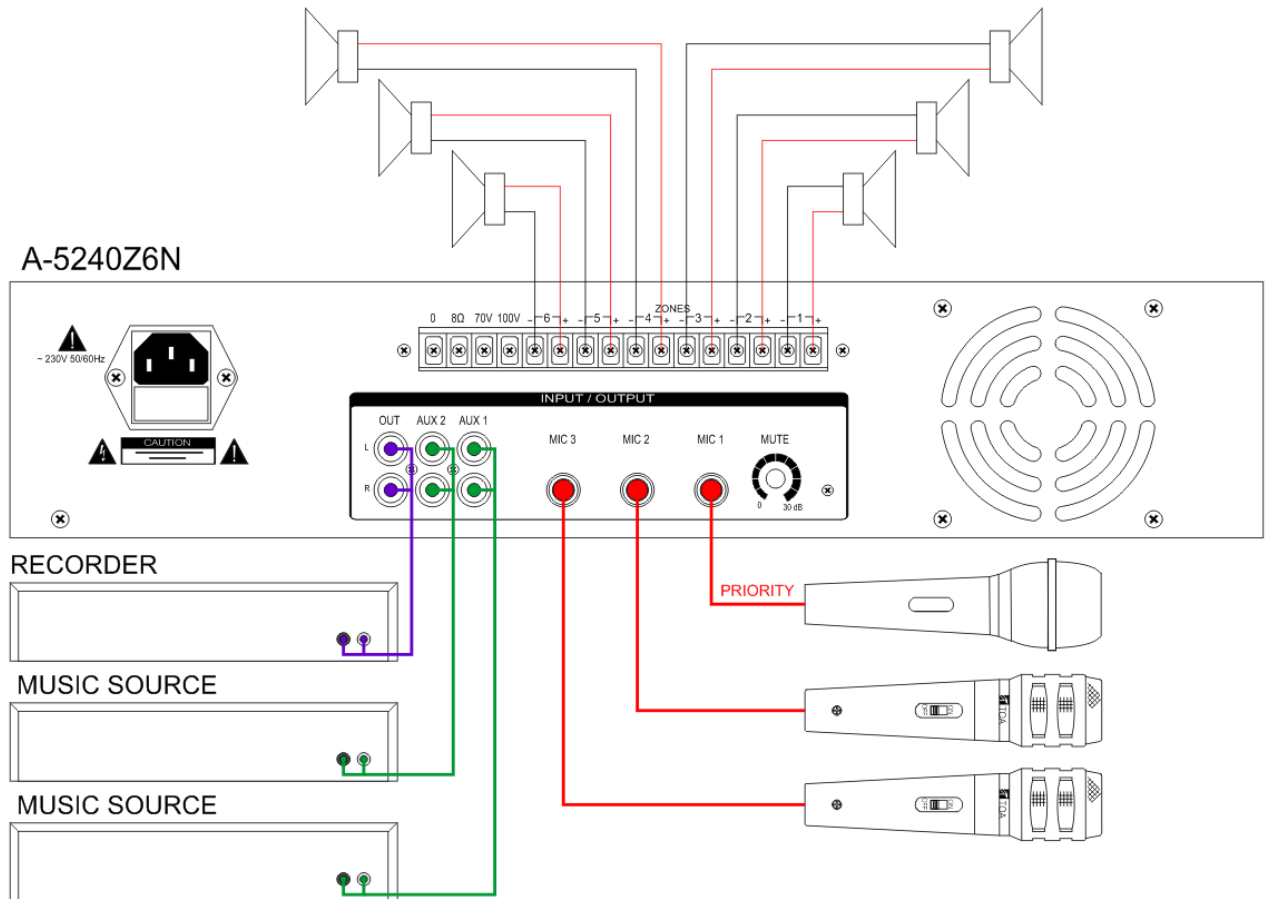 A-5240Z6N
ZONES
0 8Ω 70V 100V - 6 + - 5 + - 4 + - 3 + - 2 + - 1 +
~ 230V 50/60Hz
CAUTION
INPUT / OUTPUT
OUT AUX 2 AUX 1
MIC 3 MIC 2 MIC 1 MUTE
L
R
0 30 dB
RECORDER
PRIORITY
MUSIC SOURCE
TOA
MUSIC SOURCE
TOA